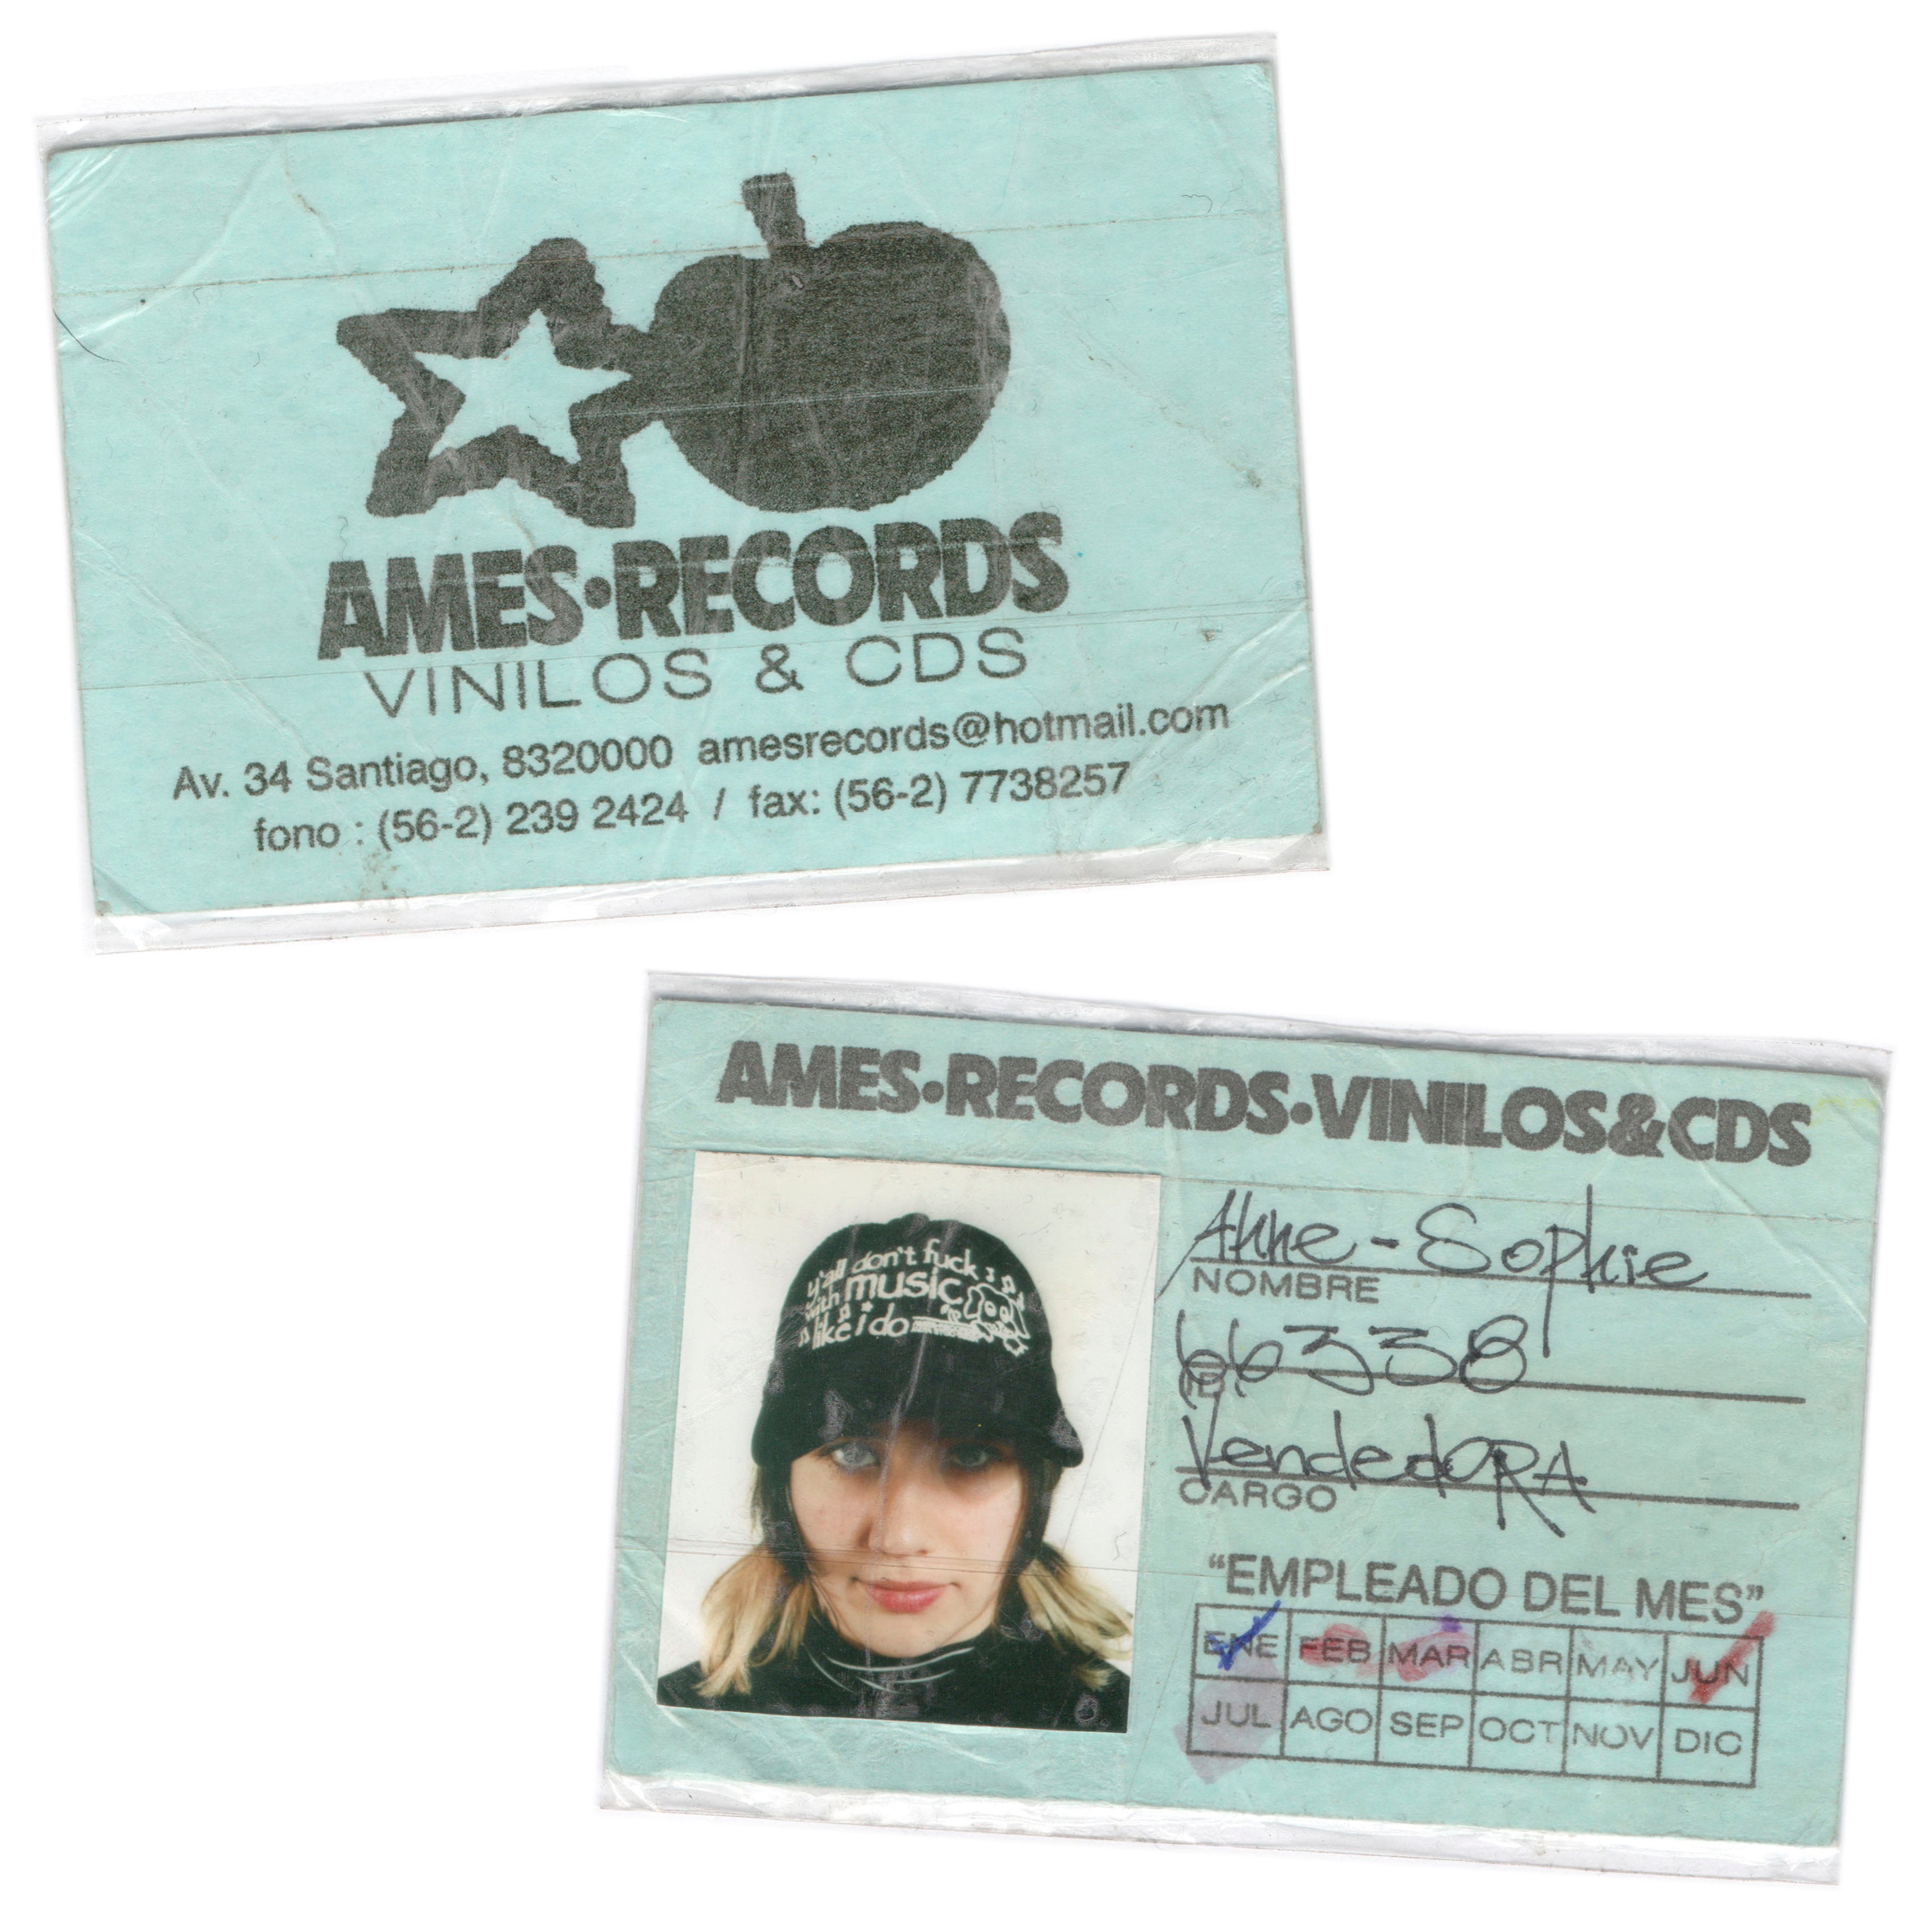 AMES•RECORDS
VINILOS & CDS
Av. 34 Santiago, 8320000 amesrecords@hotmail.com
fono : (56-2) 239 2424 / fax: (56-2) 7738257
AMES•RECORDS•VINILOS&CDS
y'all don't fuck
with music
like i do
Anne-Sophie
NOMBRE
66338
ID.
VendedoRA
CARGO
“EMPLEADO DEL MES”
ENE FEB MAR ABR MAY JUN
JUL AGO SEP OCT NOV DIC